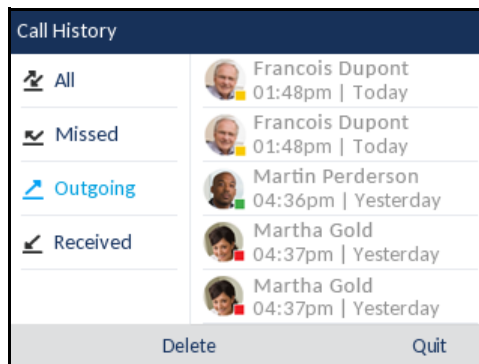 Call History
All
Missed
Outgoing
Received
Francois Dupont
01:48pm | Today
Francois Dupont
01:48pm | Today
Martin Perderson
04:36pm | Yesterday
Martha Gold
04:37pm | Yesterday
Martha Gold
04:37pm | Yesterday
Delete
Quit